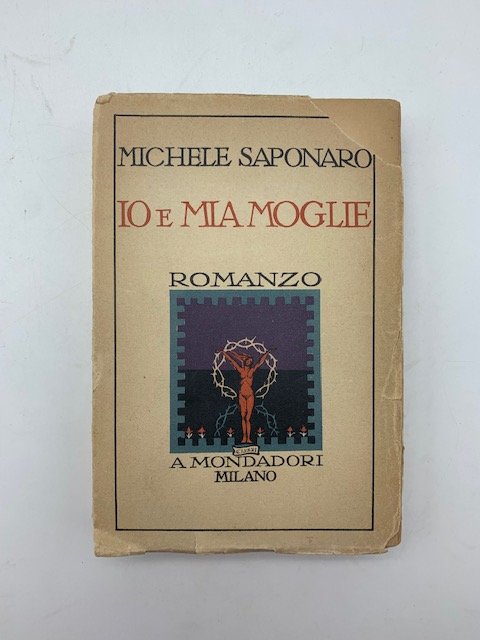 MICHELE SAPONARO
IO E MIA MOGLIE
ROMANZO
A MONDADORI
MILANO